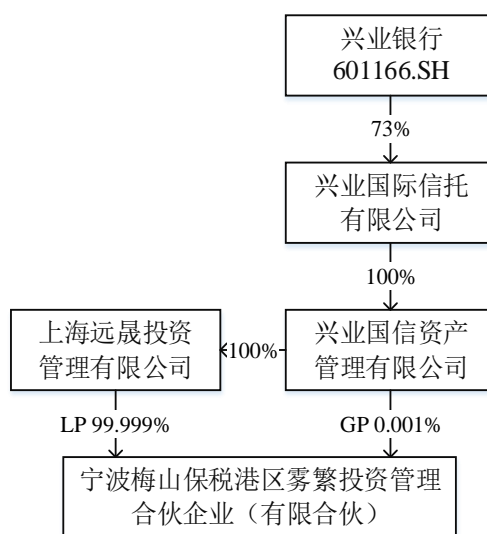 兴业银行
601166.SH
73%
兴业国际信托
有限公司
100%
上海远晟投资
管理有限公司
100%
兴业国信资产
管理有限公司
LP 99.999%
GP 0.001%
宁波梅山保税港区雾繁投资管理
合伙企业（有限合伙）